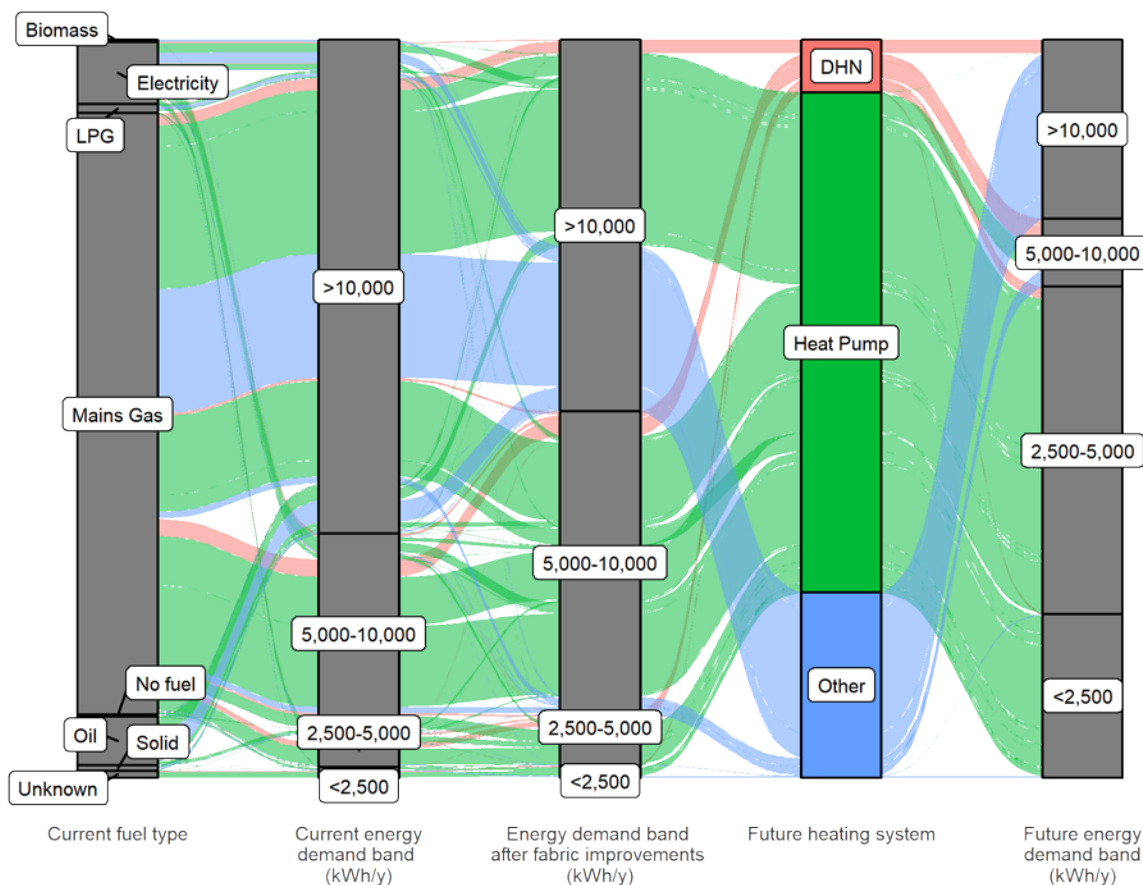 Biomass
Electricity
LPG
Mains Gas
No fuel
Oil
Solid
Unknown
>10,000
5,000-10,000
2,500-5,000
<2,500
>10,000
5,000-10,000
2,500-5,000
<2,500
DHN
Heat Pump
Other
>10,000
5,000-10,000
2,500-5,000
<2,500
Current fuel type
Current energy
demand band
(kWh/y)
Energy demand band
after fabric improvements
(kWh/y)
Future heating system
Future energy
demand band
(kWh/y)